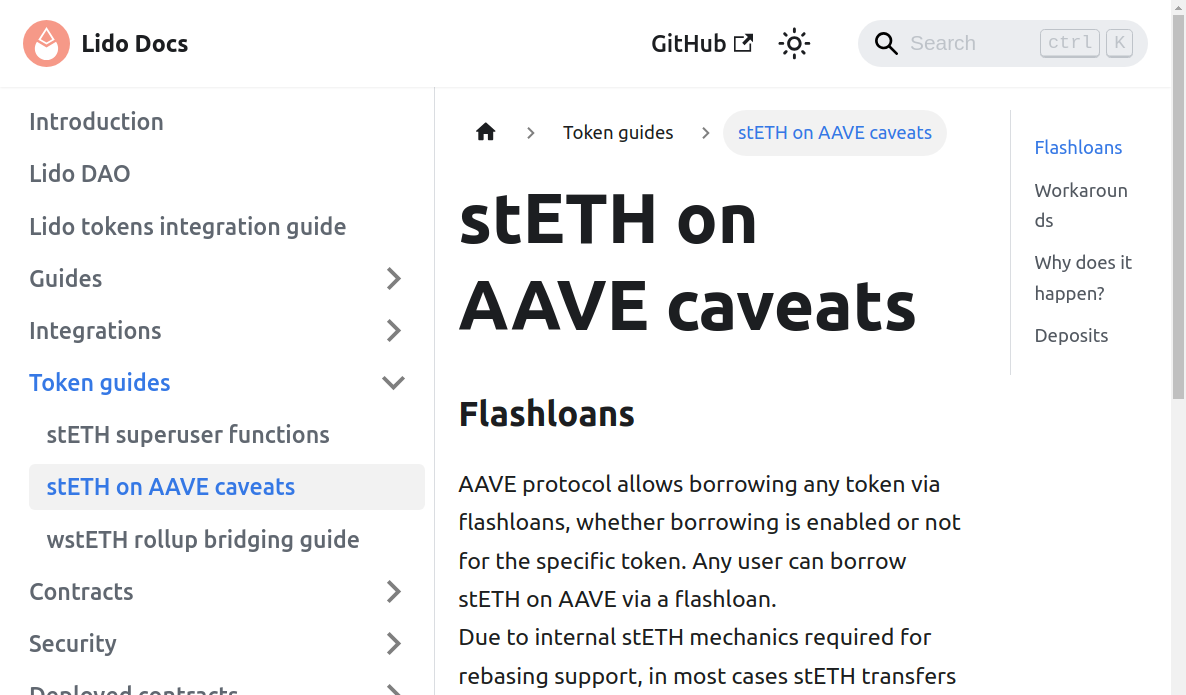 Lido Docs
GitHub
Search
ctrl K
Introduction
Lido DAO
Lido tokens integration guide
Guides
Integrations
Token guides
stETH superuser functions
stETH on AAVE caveats
wstETH rollup bridging guide
Contracts
Security
Deployed contracts
Token guides
stETH on AAVE caveats
stETH on
AAVE caveats
Flashloans
AAVE protocol allows borrowing any token via
flashloans, whether borrowing is enabled or not
for the specific token. Any user can borrow
stETH on AAVE via a flashloan.
Due to internal stETH mechanics required for
rebasing support, in most cases stETH transfers
Flashloans
Workaroun
ds
Why does it
happen?
Deposits